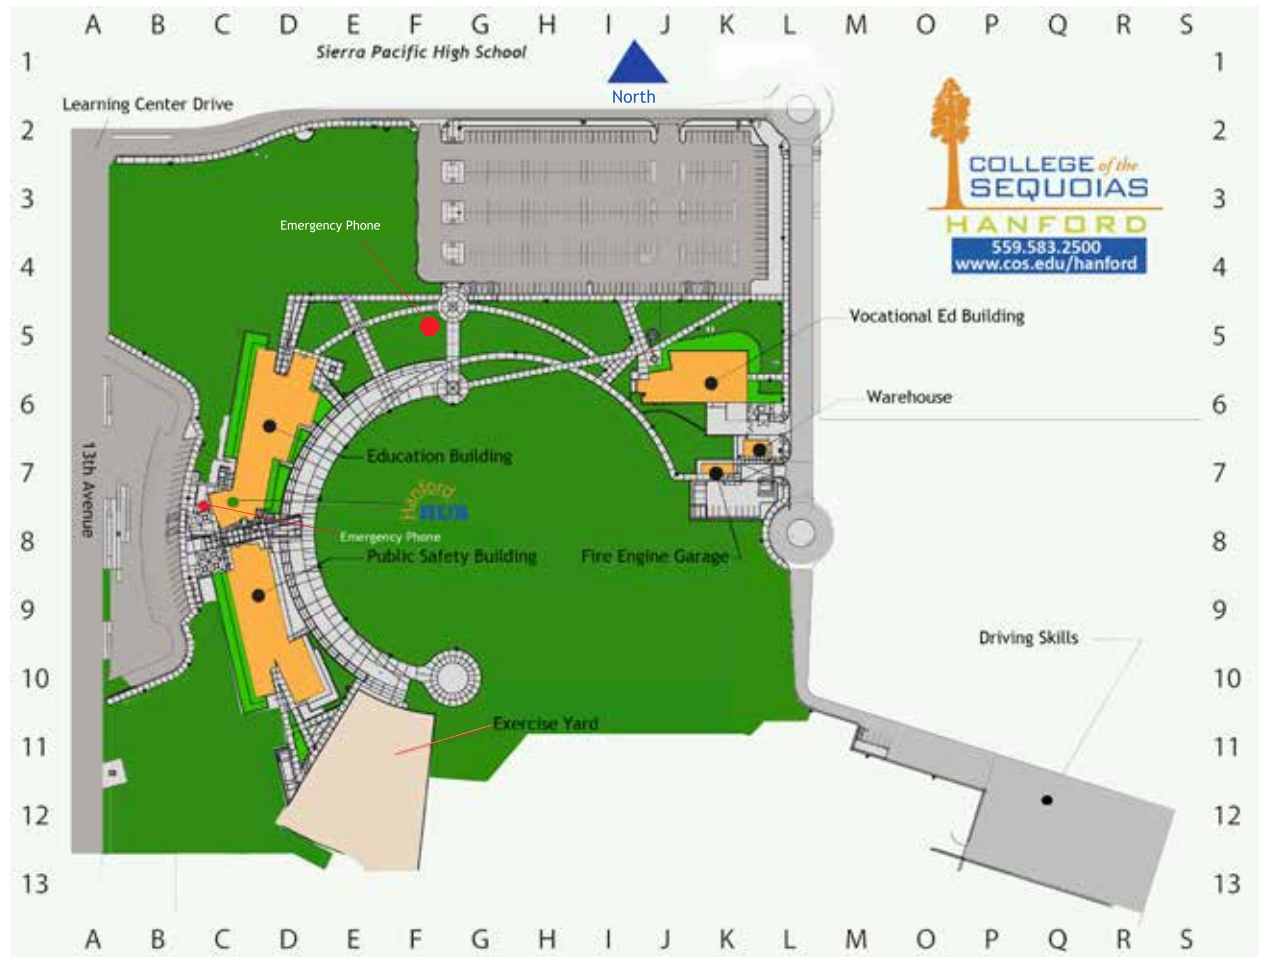 A B C D E F G H I J K L M O P Q R S
Sierra Pacific High School
1 1
North
Learning Center Drive
2 2
COLLEGE of the
SEQUOIAS
3 3
HANFORD
Emergency Phone
559.583.2500
www.cos.edu/hanford
4 4
Vocational Ed Building
5 5
Warehouse
6 6
13th Avenue
Education Building
7 7
Hanford
HUB
Emergency Phone
8 8
Public Safety Building
Fire Engine Garage
9 9
Driving Skills
10 10
Exercise Yard
11 11
12 12
13 13
A B C D E F G H I J K L M O P Q R S